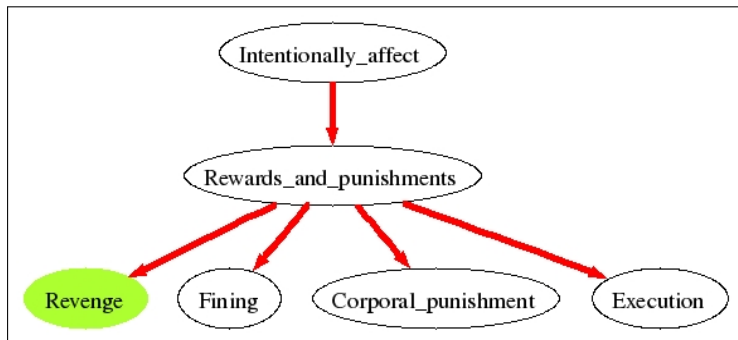 Intentionally_affect
Rewards_and_punishments
Revenge
Fining
Corporal_punishment
Execution